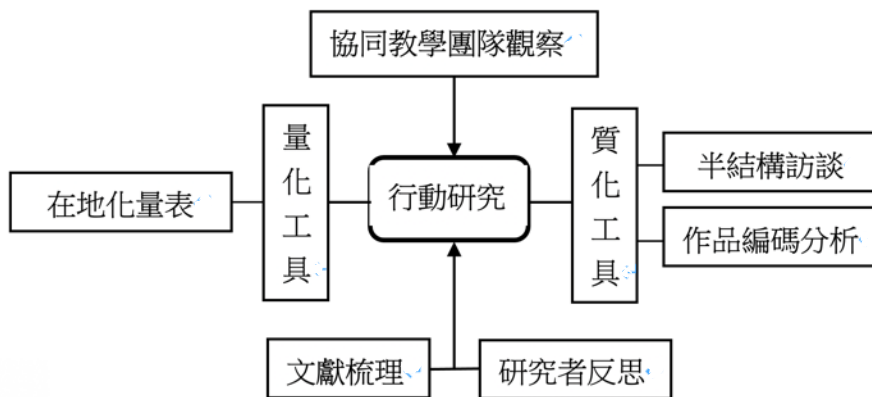 協同教學團隊觀察
量化工具
質化工具
在地化量表
行動研究
半結構訪談
作品編碼分析
文獻梳理
研究者反思